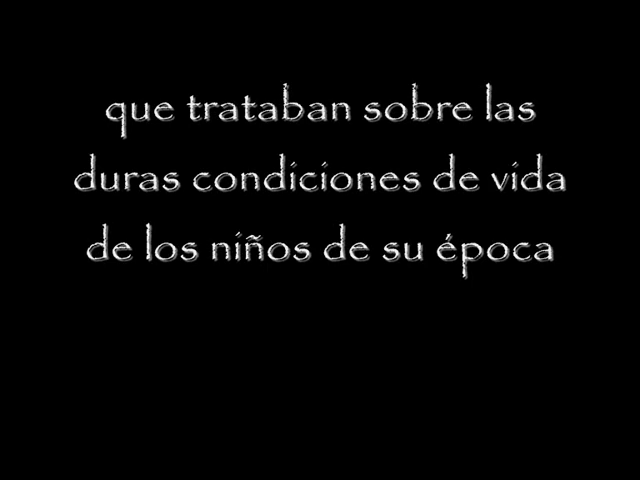 que trataban sobre las
duras condiciones de vida
de los niños de su época